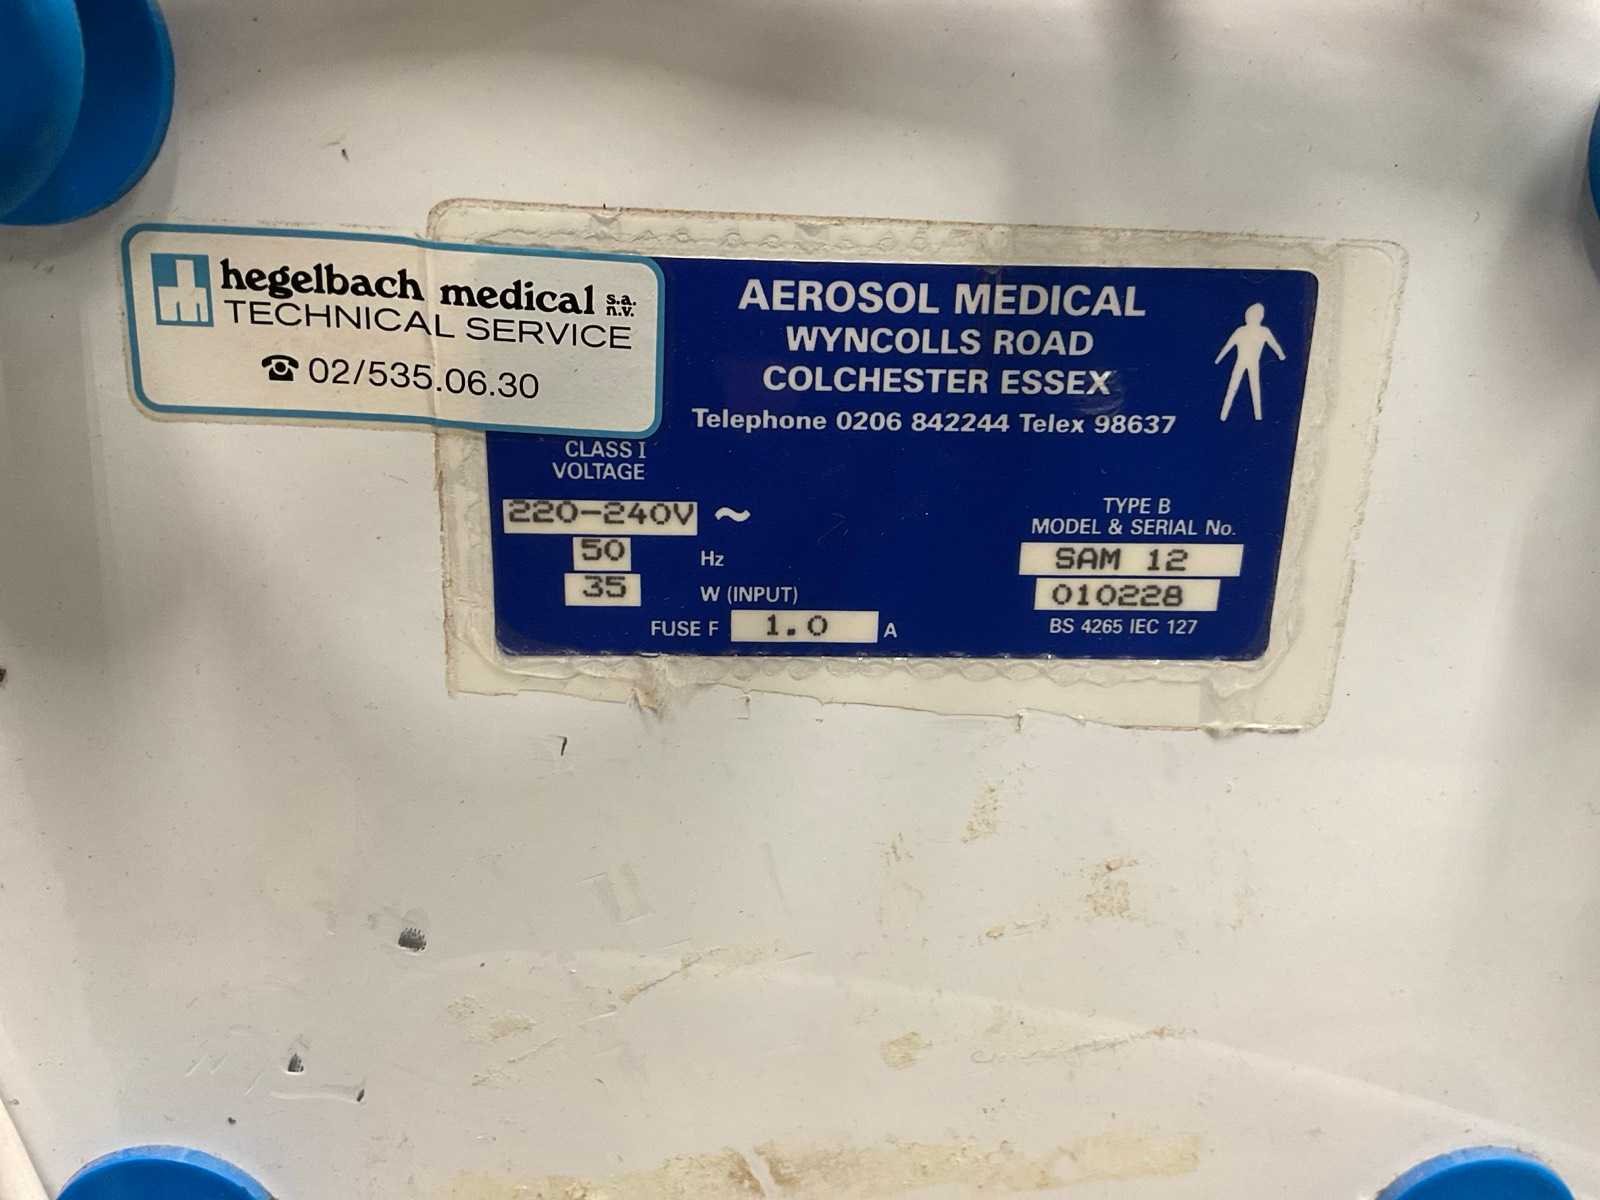 hegelbach medical s.a. n.v.
TECHNICAL SERVICE
☎ 02/535.06.30
AEROSOL MEDICAL
WYNCOLLS ROAD
COLCHESTER ESSEX
Telephone 0206 842244 Telex 98637
CLASS I
VOLTAGE
220-240V ~
50 Hz
35 W (INPUT)
FUSE F 1.0 A
TYPE B
MODEL & SERIAL No.
SAM 12
010228
BS 4265 IEC 127